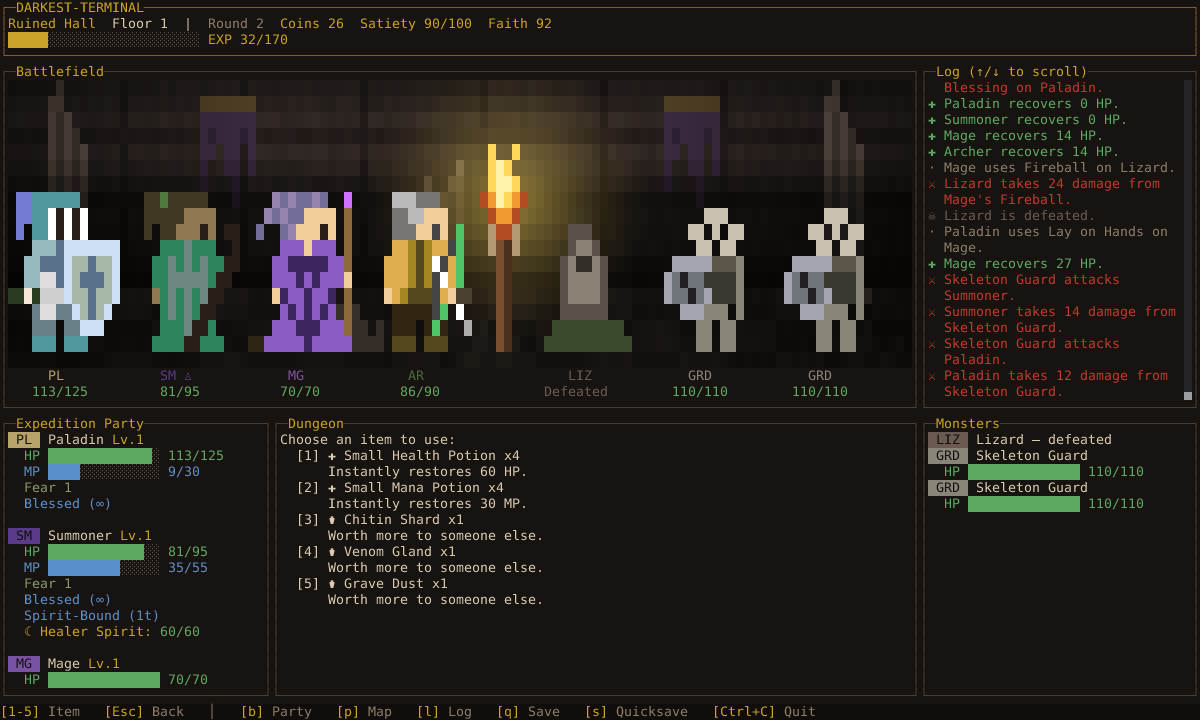 DARKEST-TERMINAL
Ruined Hall  Floor 1  |  Round 2  Coins 26  Satiety 90/100  Faith 92
EXP 32/170
Battlefield
PL SM ♙ MG AR LIZ GRD GRD
113/125 81/95 70/70 86/90 Defeated 110/110 110/110
Log (↑/↓ to scroll)
Blessing on Paladin.
✚ Paladin recovers 0 HP.
✚ Summoner recovers 0 HP.
✚ Mage recovers 14 HP.
✚ Archer recovers 14 HP.
· Mage uses Fireball on Lizard.
⚔ Lizard takes 24 damage from
Mage's Fireball.
☠ Lizard is defeated.
· Paladin uses Lay on Hands on
Mage.
✚ Mage recovers 27 HP.
⚔ Skeleton Guard attacks
Summoner.
⚔ Summoner takes 14 damage from
Skeleton Guard.
⚔ Skeleton Guard attacks
Paladin.
⚔ Paladin takes 12 damage from
Skeleton Guard.
Expedition Party
PL Paladin Lv.1
HP 113/125
MP 9/30
Fear 1
Blessed (∞)
SM Summoner Lv.1
HP 81/95
MP 35/55
Fear 1
Blessed (∞)
Spirit-Bound (1t)
☾ Healer Spirit: 60/60
MG Mage Lv.1
HP 70/70
Dungeon
Choose an item to use:
[1] ✚ Small Health Potion x4
Instantly restores 60 HP.
[2] ✚ Small Mana Potion x4
Instantly restores 30 MP.
[3] ⚱ Chitin Shard x1
Worth more to someone else.
[4] ⚱ Venom Gland x1
Worth more to someone else.
[5] ⚱ Grave Dust x1
Worth more to someone else.
Monsters
LIZ Lizard — defeated
GRD Skeleton Guard
HP 110/110
GRD Skeleton Guard
HP 110/110
[1-5] Item [Esc] Back | [b] Party [p] Map [l] Log [q] Save [s] Quicksave [Ctrl+C] Quit